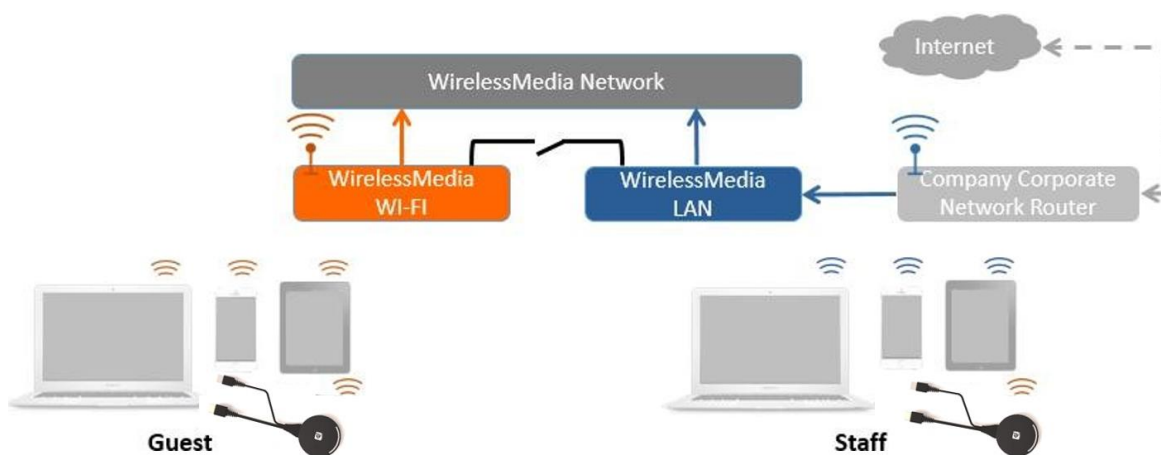 Internet
WirelessMedia Network
WirelessMedia
WI-FI
WirelessMedia
LAN
Company Corporate
Network Router
Guest
Staff